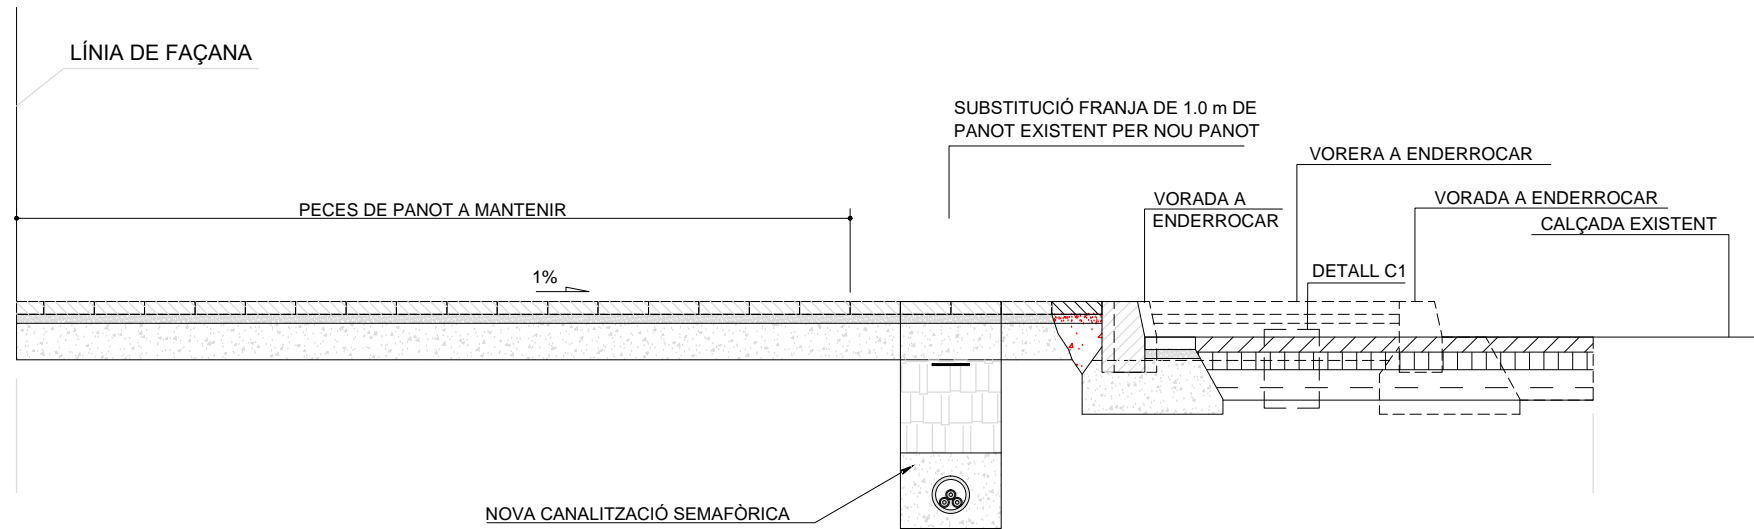 LÍNIA DE FAÇANA
SUBSTITUCIÓ FRANJA DE 1.0 m DE
PANOT EXISTENT PER NOU PANOT
VORERA A ENDERROCAR
PECES DE PANOT A MANTENIR
VORADA A
ENDERROCAR
VORADA A ENDERROCAR
CALÇADA EXISTENT
1%
DETALL C1
NOVA CANALITZACIÓ SEMAFÒRICA